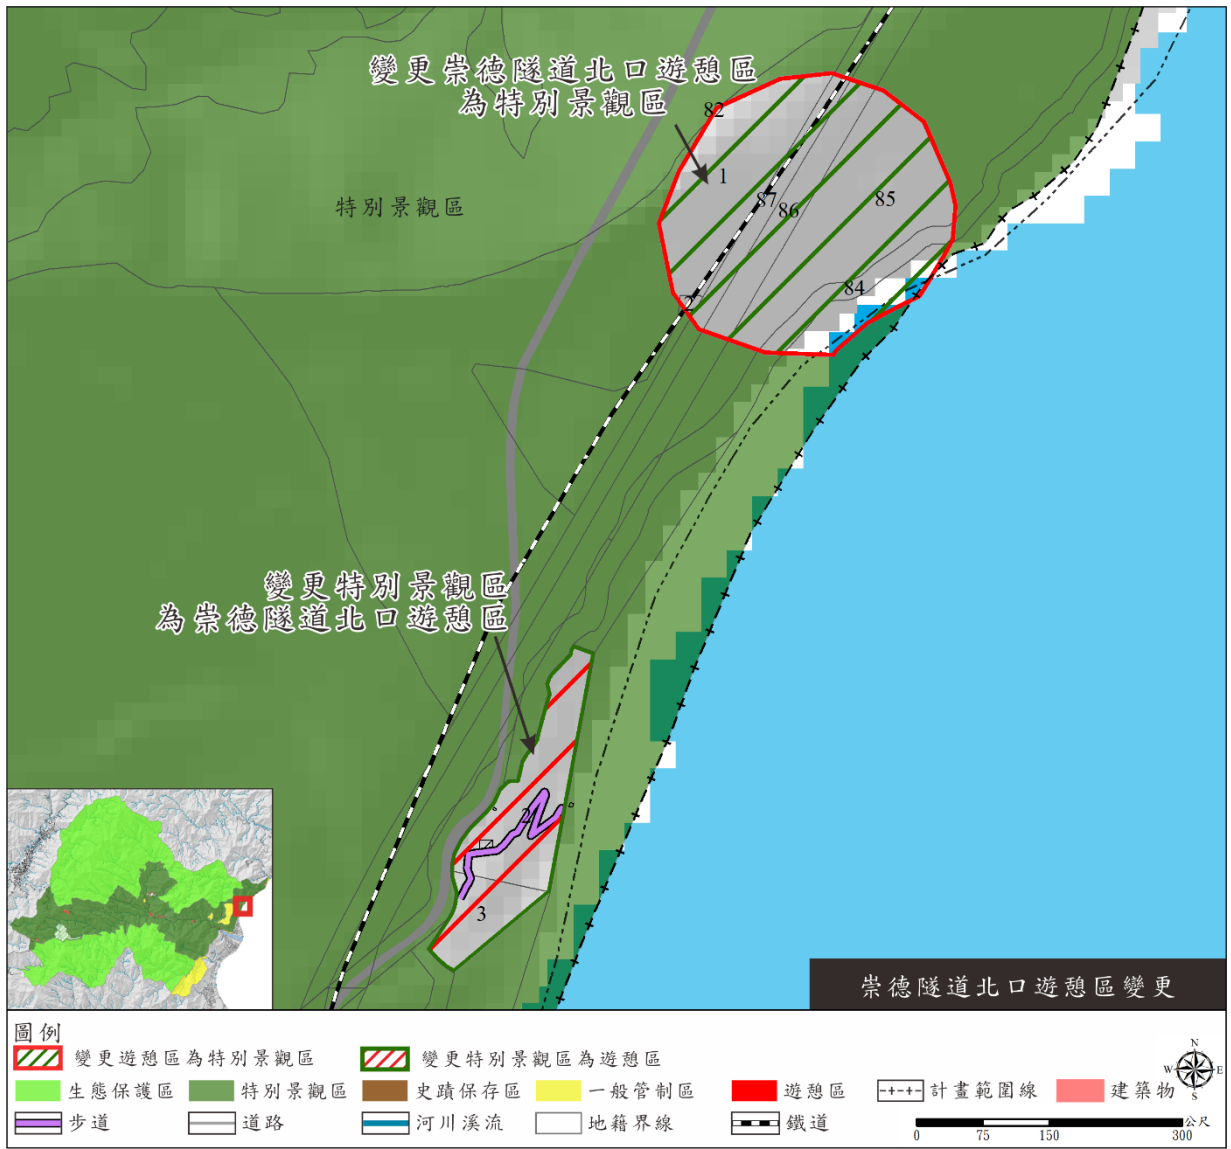 變更崇德隧道北口遊憩區
為特別景觀區
82
1
特別景觀區
87
86
85
84
2
變更特別景觀區
為崇德隧道北口遊憩區
2
3
崇德隧道北口遊憩區變更
圖例
變更遊憩區為特別景觀區
變更特別景觀區為遊憩區
生態保護區
特別景觀區
史蹟保存區
一般管制區
遊憩區
計畫範圍線
建築物
步道
道路
河川溪流
地籍界線
鐵道
N
W
E
S
公尺
0 75 150 300